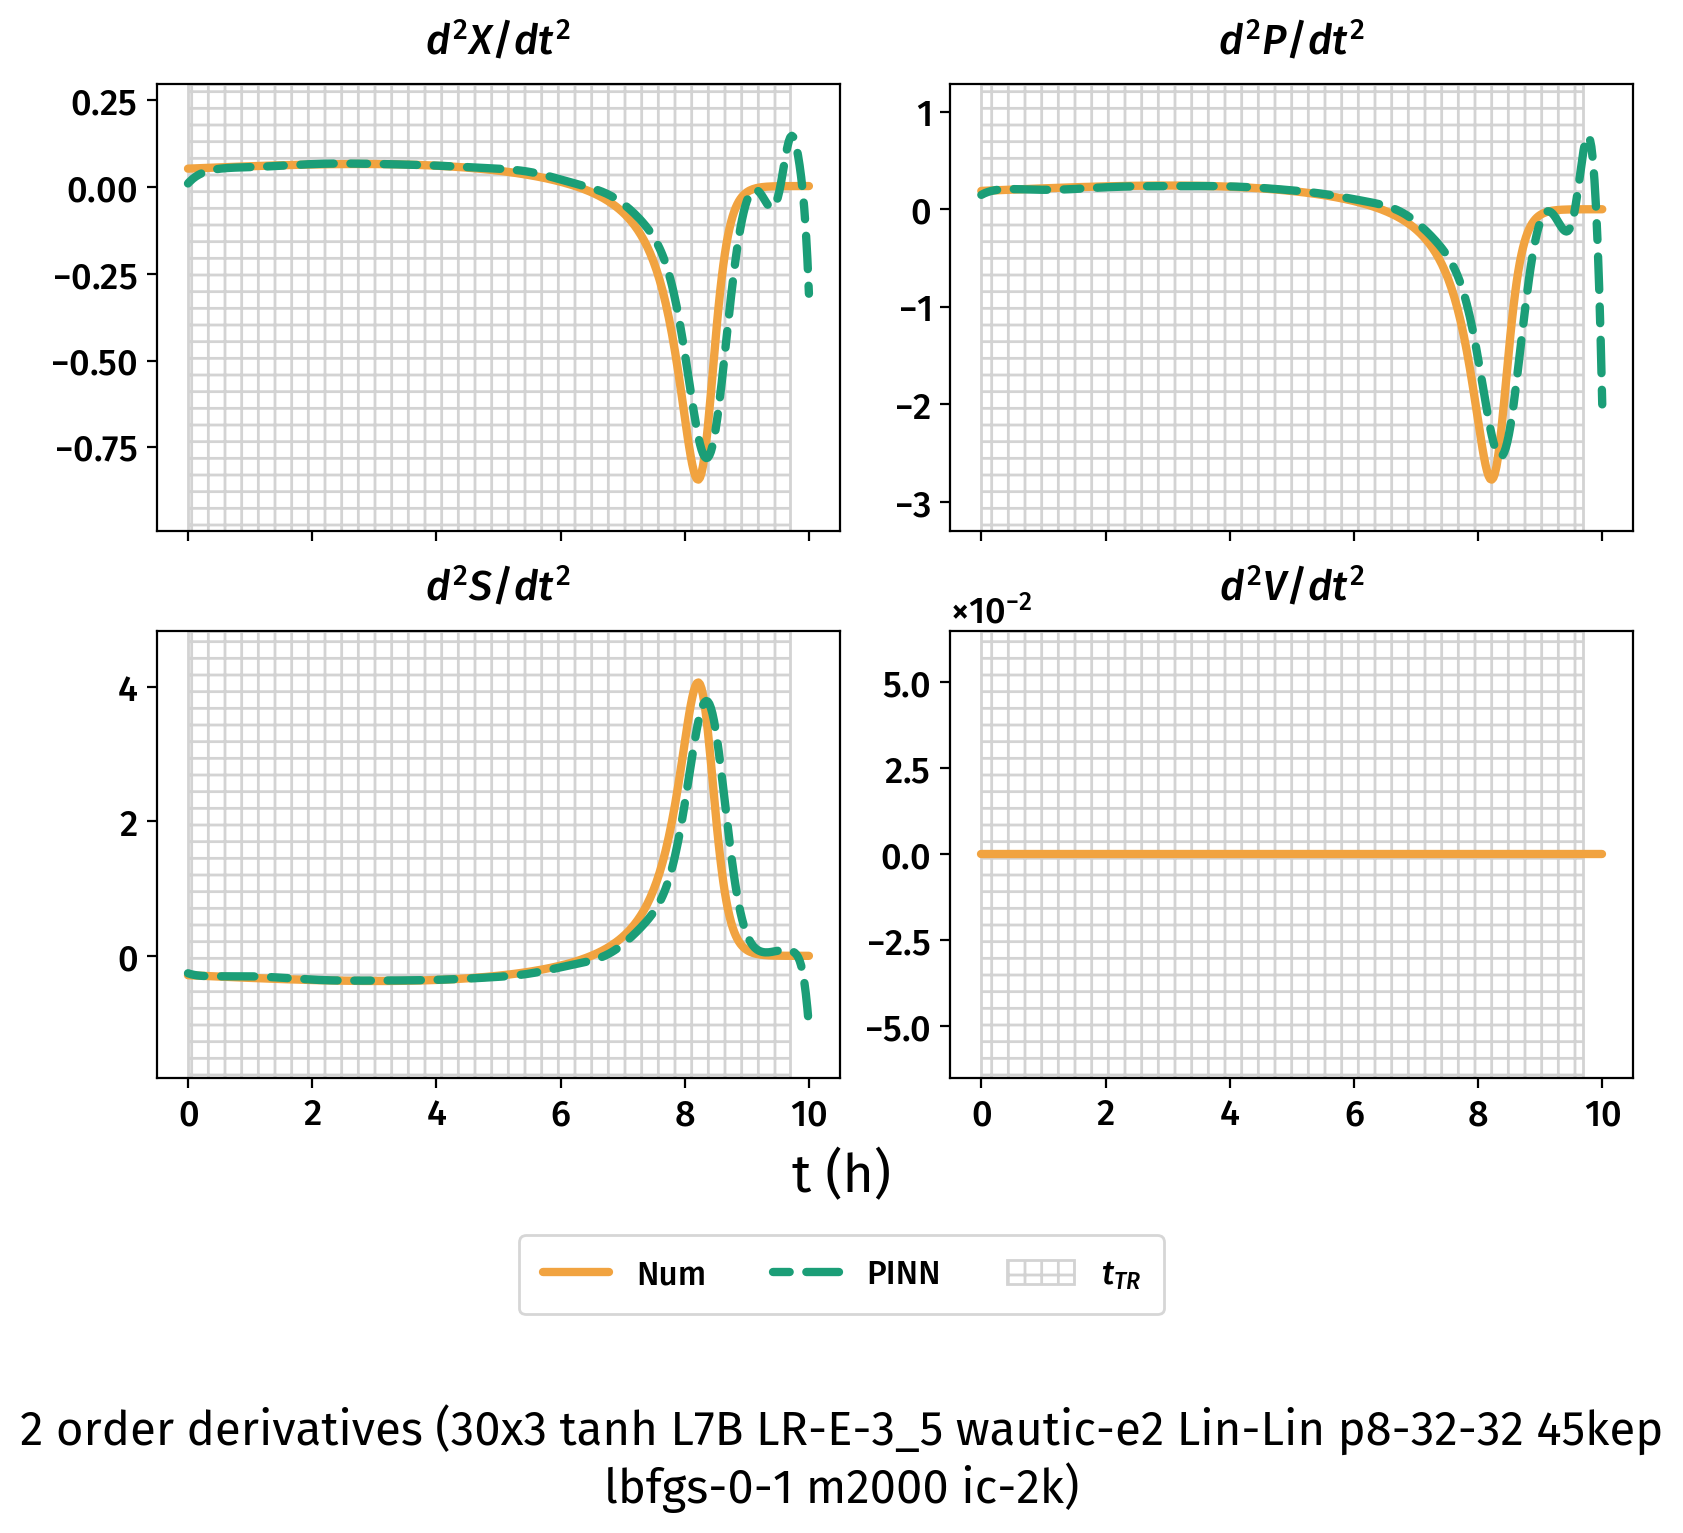 d²X/dt²
0.25
0.00
−0.25
−0.50
−0.75
d²P/dt²
1
0
−1
−2
−3
d²S/dt²
4
2
0
0 2 4 6 8 10
d²V/dt²
×10⁻²
5.0
2.5
0.0
−2.5
−5.0
0 2 4 6 8 10
t (h)
Num PINN t_TR
2 order derivatives (30x3 tanh L7B LR-E-3_5 wautic-e2 Lin-Lin p8-32-32 45kep
lbfgs-0-1 m2000 ic-2k)